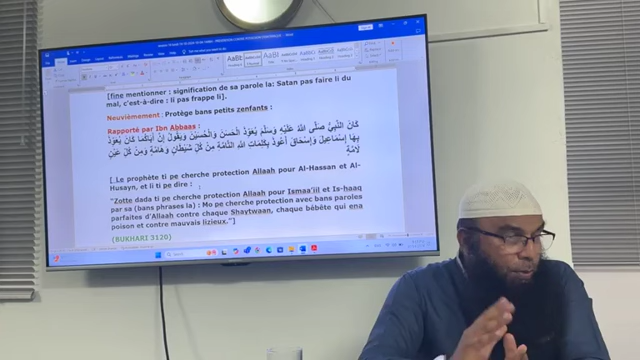 [fine mentionner : signification de sa parole la: Satan pas faire li du
mal, c'est-à-dire : li pas frappe li].
Neuvièmement : Protège bans petits zenfants :
Rapporté par Ibn Abbaas :
كَانَ النَّبِيُّ صَلَّى اللهُ عَلَيْهِ وَسَلَّمَ يُعَوِّذُ الْحَسَنَ وَالْحُسَيْنَ وَيَقُولُ إِنَّ أَبَاكُمَا كَانَ يُعَوِّذُ
بِهَا إِسْمَاعِيلَ وَإِسْحَاقَ أَعُوذُ بِكَلِمَاتِ اللهِ التَّامَّةِ مِنْ كُلِّ شَيْطَانٍ وَهَامَّةٍ وَمِنْ كُلِّ عَيْنٍ
لَامَّةٍ
[ Le prophète ti pe cherche protection Allaah pour Al-Hassan et Al-
Husayn, et li ti pe dire :
"Zotte dada ti pe cherche protection Allaah pour Ismaa'iil et Is-haaq
par sa (bans phrases la) : Mo pe cherche protection avec bans paroles
parfaites d'Allaah contre chaque Shaytwaan, chaque bébête qui ena
poison et contre mauvais lizieux."]
(BUKHARI 3120)